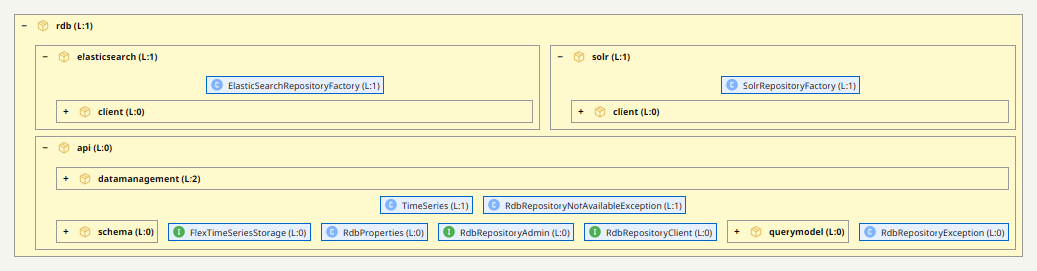 − rdb (L:1)
− elasticsearch (L:1)
− solr (L:1)
C ElasticSearchRepositoryFactory (L:1)
C SolrRepositoryFactory (L:1)
+ client (L:0)
+ client (L:0)
− api (L:0)
+ datamanagement (L:2)
C TimeSeries (L:1)
C RdbRepositoryNotAvailableException (L:1)
+ schema (L:0)
I FlexTimeSeriesStorage (L:0)
C RdbProperties (L:0)
I RdbRepositoryAdmin (L:0)
I RdbRepositoryClient (L:0)
+ querymodel (L:0)
C RdbRepositoryException (L:0)